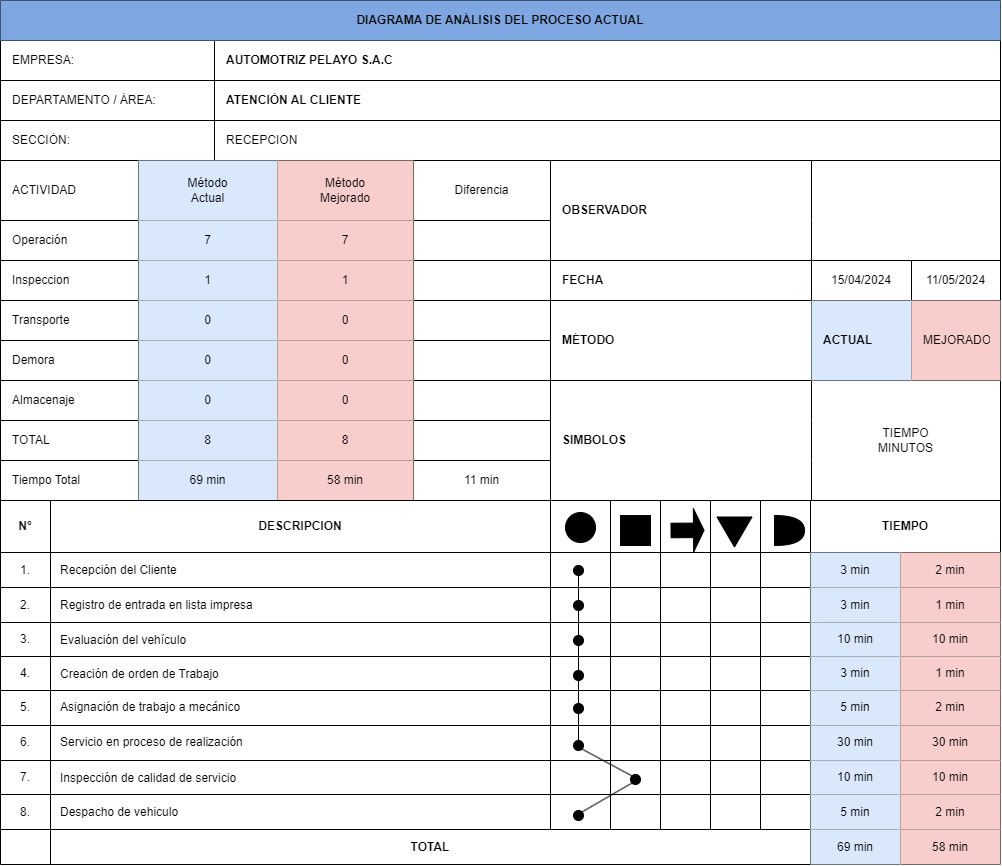 DIAGRAMA DE ANÁLISIS DEL PROCESO ACTUAL
EMPRESA: AUTOMOTRIZ PELAYO S.A.C
DEPARTAMENTO / ÁREA: ATENCIÓN AL CLIENTE
SECCIÓN: RECEPCION
ACTIVIDAD Método Actual Método Mejorado Diferencia
OBSERVADOR
Operación 7 7
Inspeccion 1 1
FECHA 15/04/2024 11/05/2024
Transporte 0 0
MÉTODO ACTUAL MEJORADO
Demora 0 0
Almacenaje 0 0
TOTAL 8 8
SIMBOLOS TIEMPO MINUTOS
Tiempo Total 69 min 58 min 11 min
N° DESCRIPCION TIEMPO
1. Recepción del Cliente 3 min 2 min
2. Registro de entrada en lista impresa 3 min 1 min
3. Evaluación del vehículo 10 min 10 min
4. Creación de orden de Trabajo 3 min 1 min
5. Asignación de trabajo a mecánico 5 min 2 min
6. Servicio en proceso de realización 30 min 30 min
7. Inspección de calidad de servicio 10 min 10 min
8. Despacho de vehiculo 5 min 2 min
TOTAL 69 min 58 min